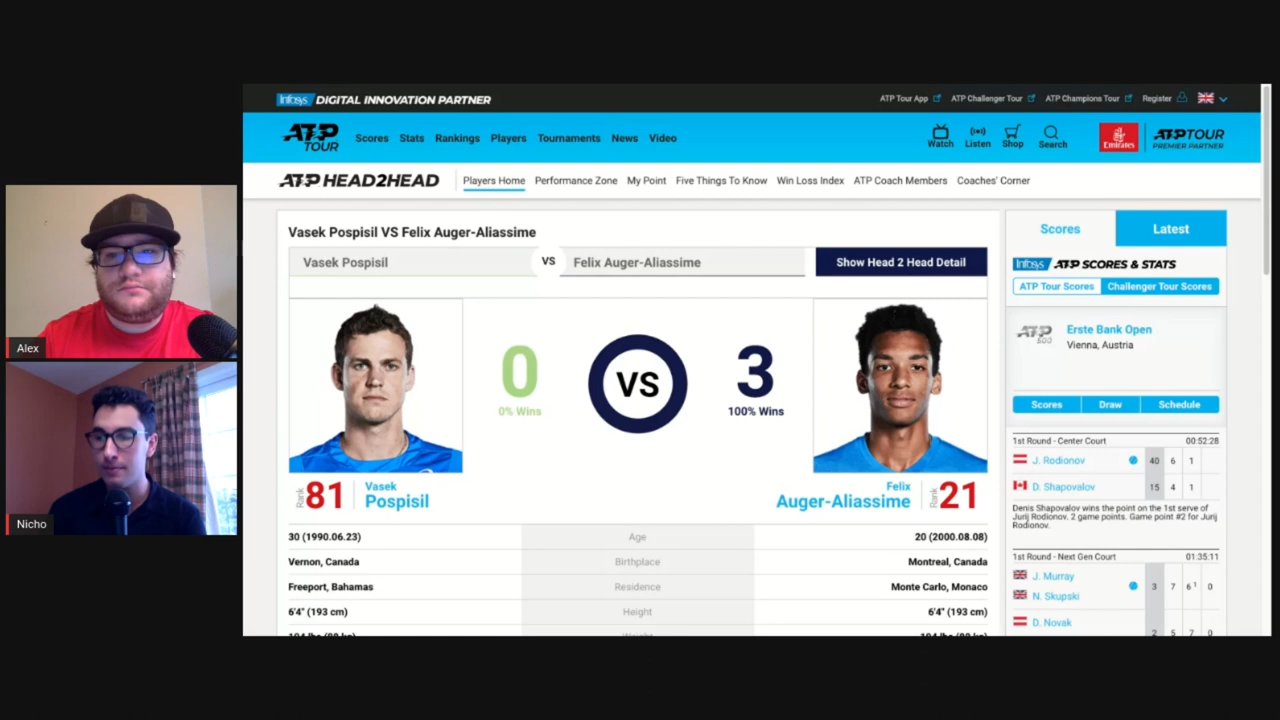 Alex
Nicho
Infosys DIGITAL INNOVATION PARTNER
ATP Tour App ATP Challenger Tour ATP Champions Tour Register
ATP TOUR
Scores Stats Rankings Players Tournaments News Video
Watch Listen Shop Search
Emirates
ATP TOUR
PREMIER PARTNER
ATP HEAD2HEAD
Players Home Performance Zone My Point Five Things To Know Win Loss Index ATP Coach Members Coaches' Corner
Vasek Pospisil VS Felix Auger-Aliassime
Vasek Pospisil VS Felix Auger-Aliassime Show Head 2 Head Detail
0 VS 3
0% Wins 100% Wins
Rank 81 Vasek Pospisil
Felix Auger-Aliassime Rank 21
30 (1990.06.23) Age 20 (2000.08.08)
Vernon, Canada Birthplace Montreal, Canada
Freeport, Bahamas Residence Monte Carlo, Monaco
6'4" (193 cm) Height 6'4" (193 cm)
Scores Latest
Infosys ATP SCORES & STATS
ATP Tour Scores Challenger Tour Scores
ATP 500
Erste Bank Open
Vienna, Austria
Scores Draw Schedule
1st Round - Center Court 00:52:28
J. Rodionov 40 6 1
D. Shapovalov 15 4 1
Denis Shapovalov wins the point on the 1st serve of
Jurij Rodionov. 2 game points. Game point #2 for Jurij
Rodionov.
1st Round - Next Gen Court 01:35:11
J. Murray
N. Skupski
3 7 6 1 0
D. Novak
2 5 7 0